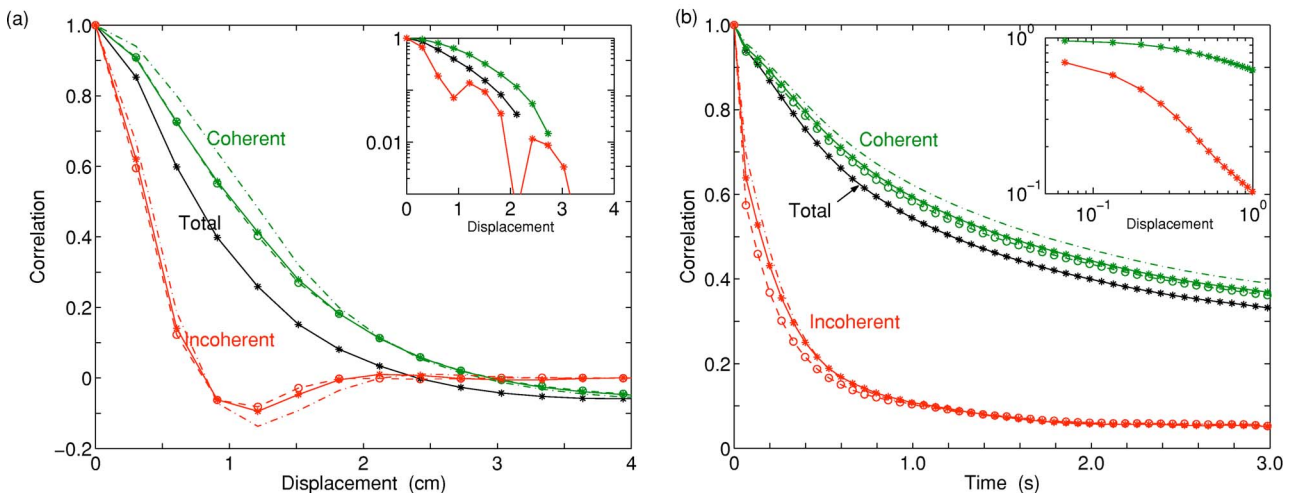 (a)
1.0
0.8
0.6
0.4
0.2
0
−0.2
Correlation
0
1
2
3
4
Displacement (cm)
Coherent
Total
Incoherent
1
0.01
0
1
2
3
4
Displacement
(b)
1.0
0.8
0.6
0.4
0.2
0
Correlation
0
1.0
2.0
3.0
Time (s)
Coherent
Total
Incoherent
10^0
10^-1
10^-1
10^0
Displacement